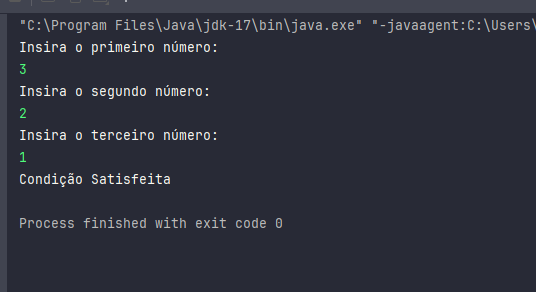 "C:\Program Files\Java\jdk-17\bin\java.exe" "-javaagent:C:\Users\
Insira o primeiro número:
3
Insira o segundo número:
2
Insira o terceiro número:
1
Condição Satisfeita
Process finished with exit code 0